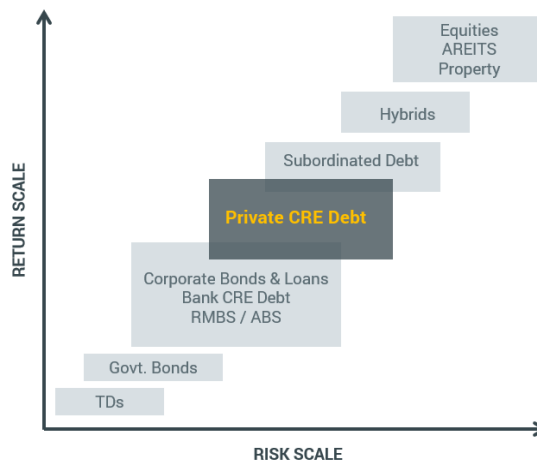 Equities
AREITS
Property
Hybrids
Subordinated Debt
Private CRE Debt
Corporate Bonds & Loans
Bank CRE Debt
RMBS / ABS
Govt. Bonds
TDs
RETURN SCALE
RISK SCALE